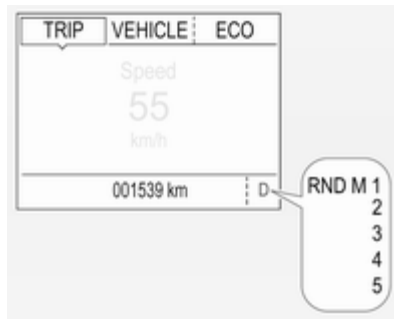 TRIP VEHICLE ECO
Speed
55
km/h
001539 km D
RND M 1
2
3
4
5